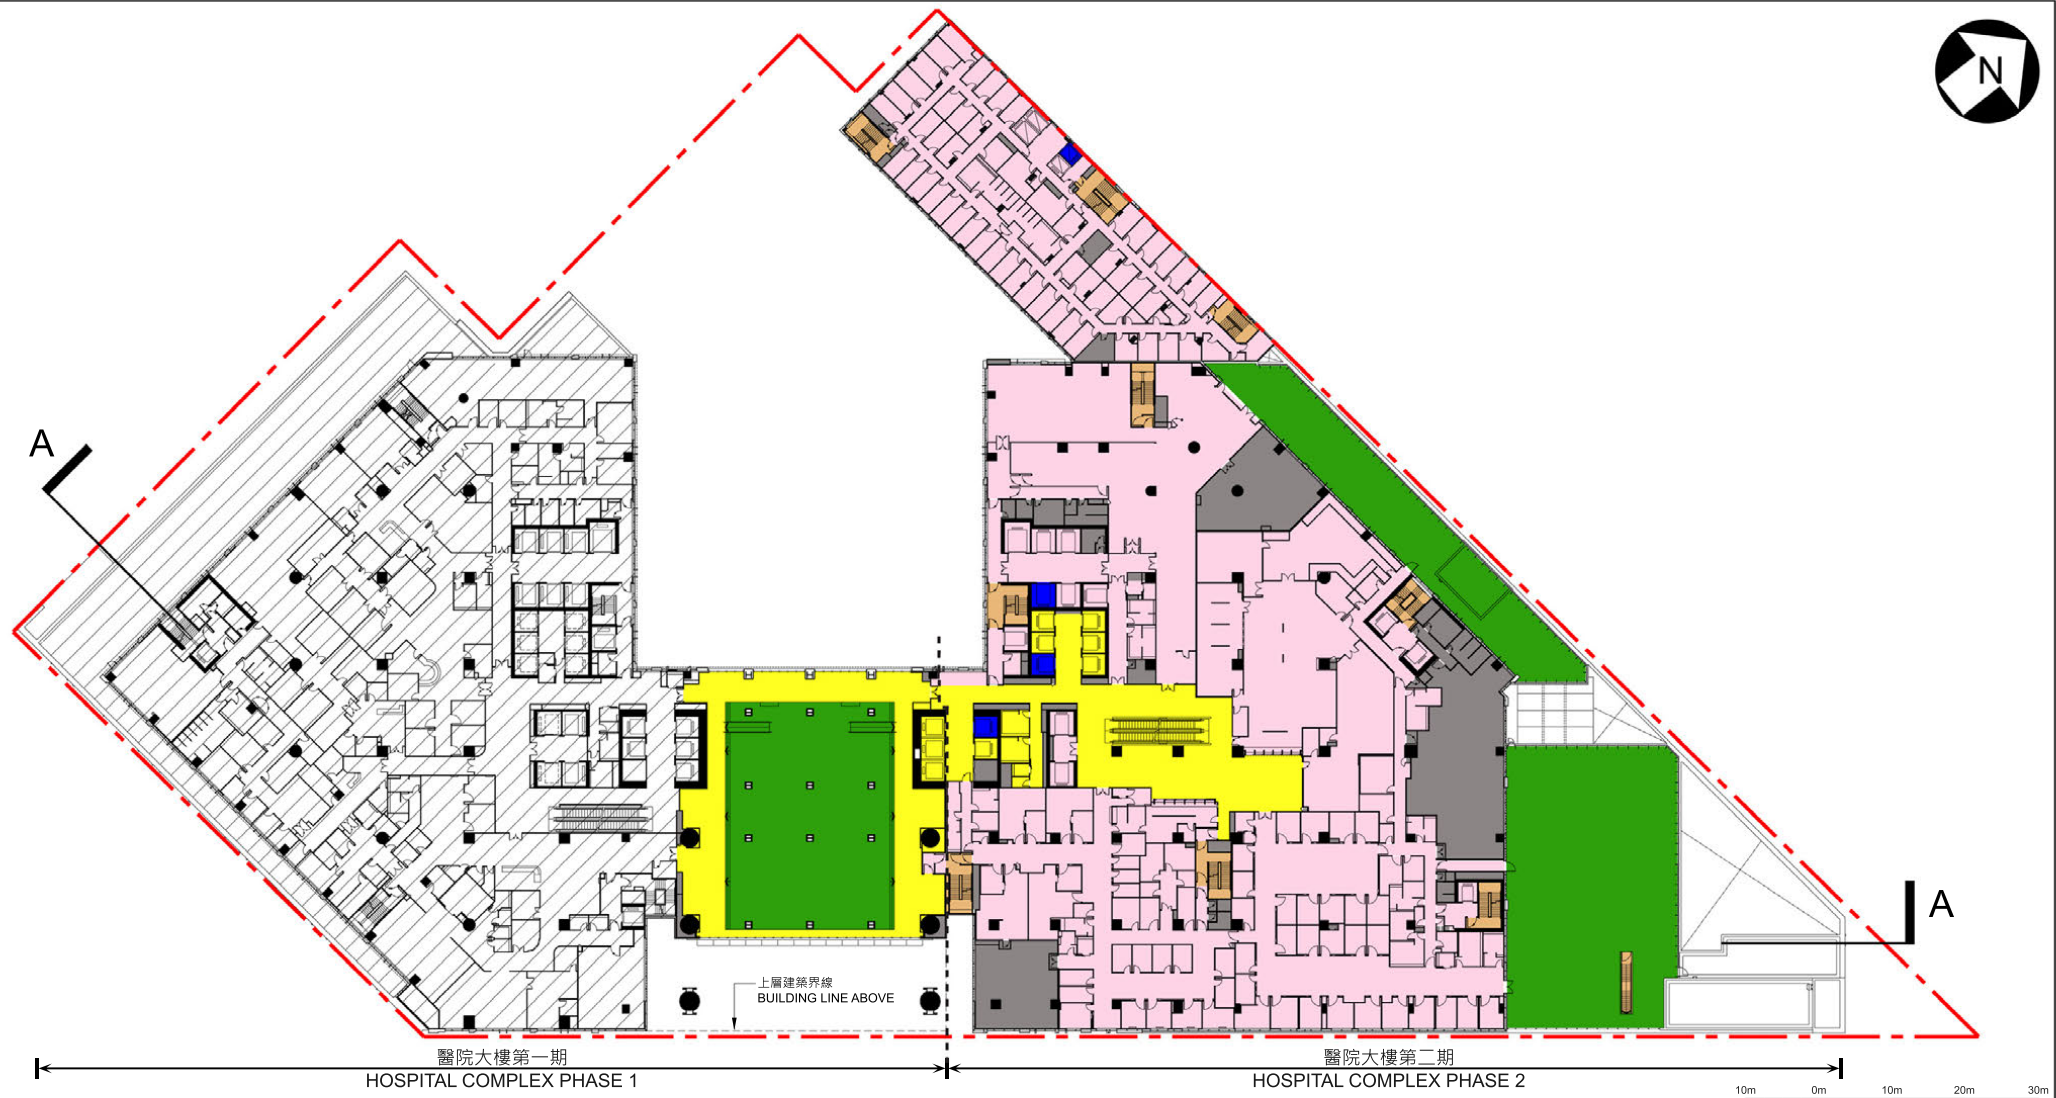 N
A
A
上層建築界線
BUILDING LINE ABOVE
醫院大樓第一期
HOSPITAL COMPLEX PHASE 1
醫院大樓第二期
HOSPITAL COMPLEX PHASE 2
10m 0m 10m 20m 30m